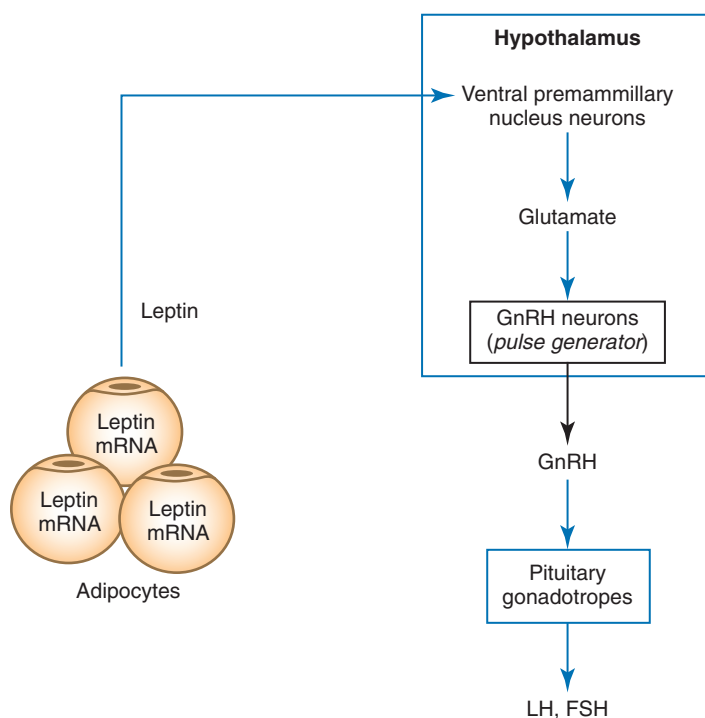 Hypothalamus
Ventral premammillary
nucleus neurons
Glutamate
GnRH neurons
(pulse generator)
Leptin
Leptin
mRNA
Leptin
mRNA
Leptin
mRNA
Adipocytes
GnRH
Pituitary
gonadotropes
LH, FSH